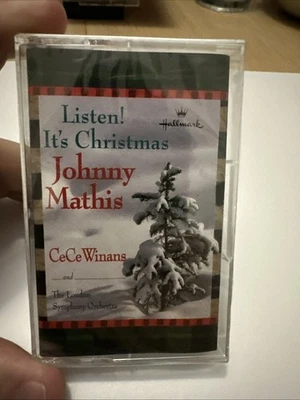 Listen!
It's Christmas
Hallmark
Johnny
Mathis
CeCe Winans
and
The London
Symphony Orchestra